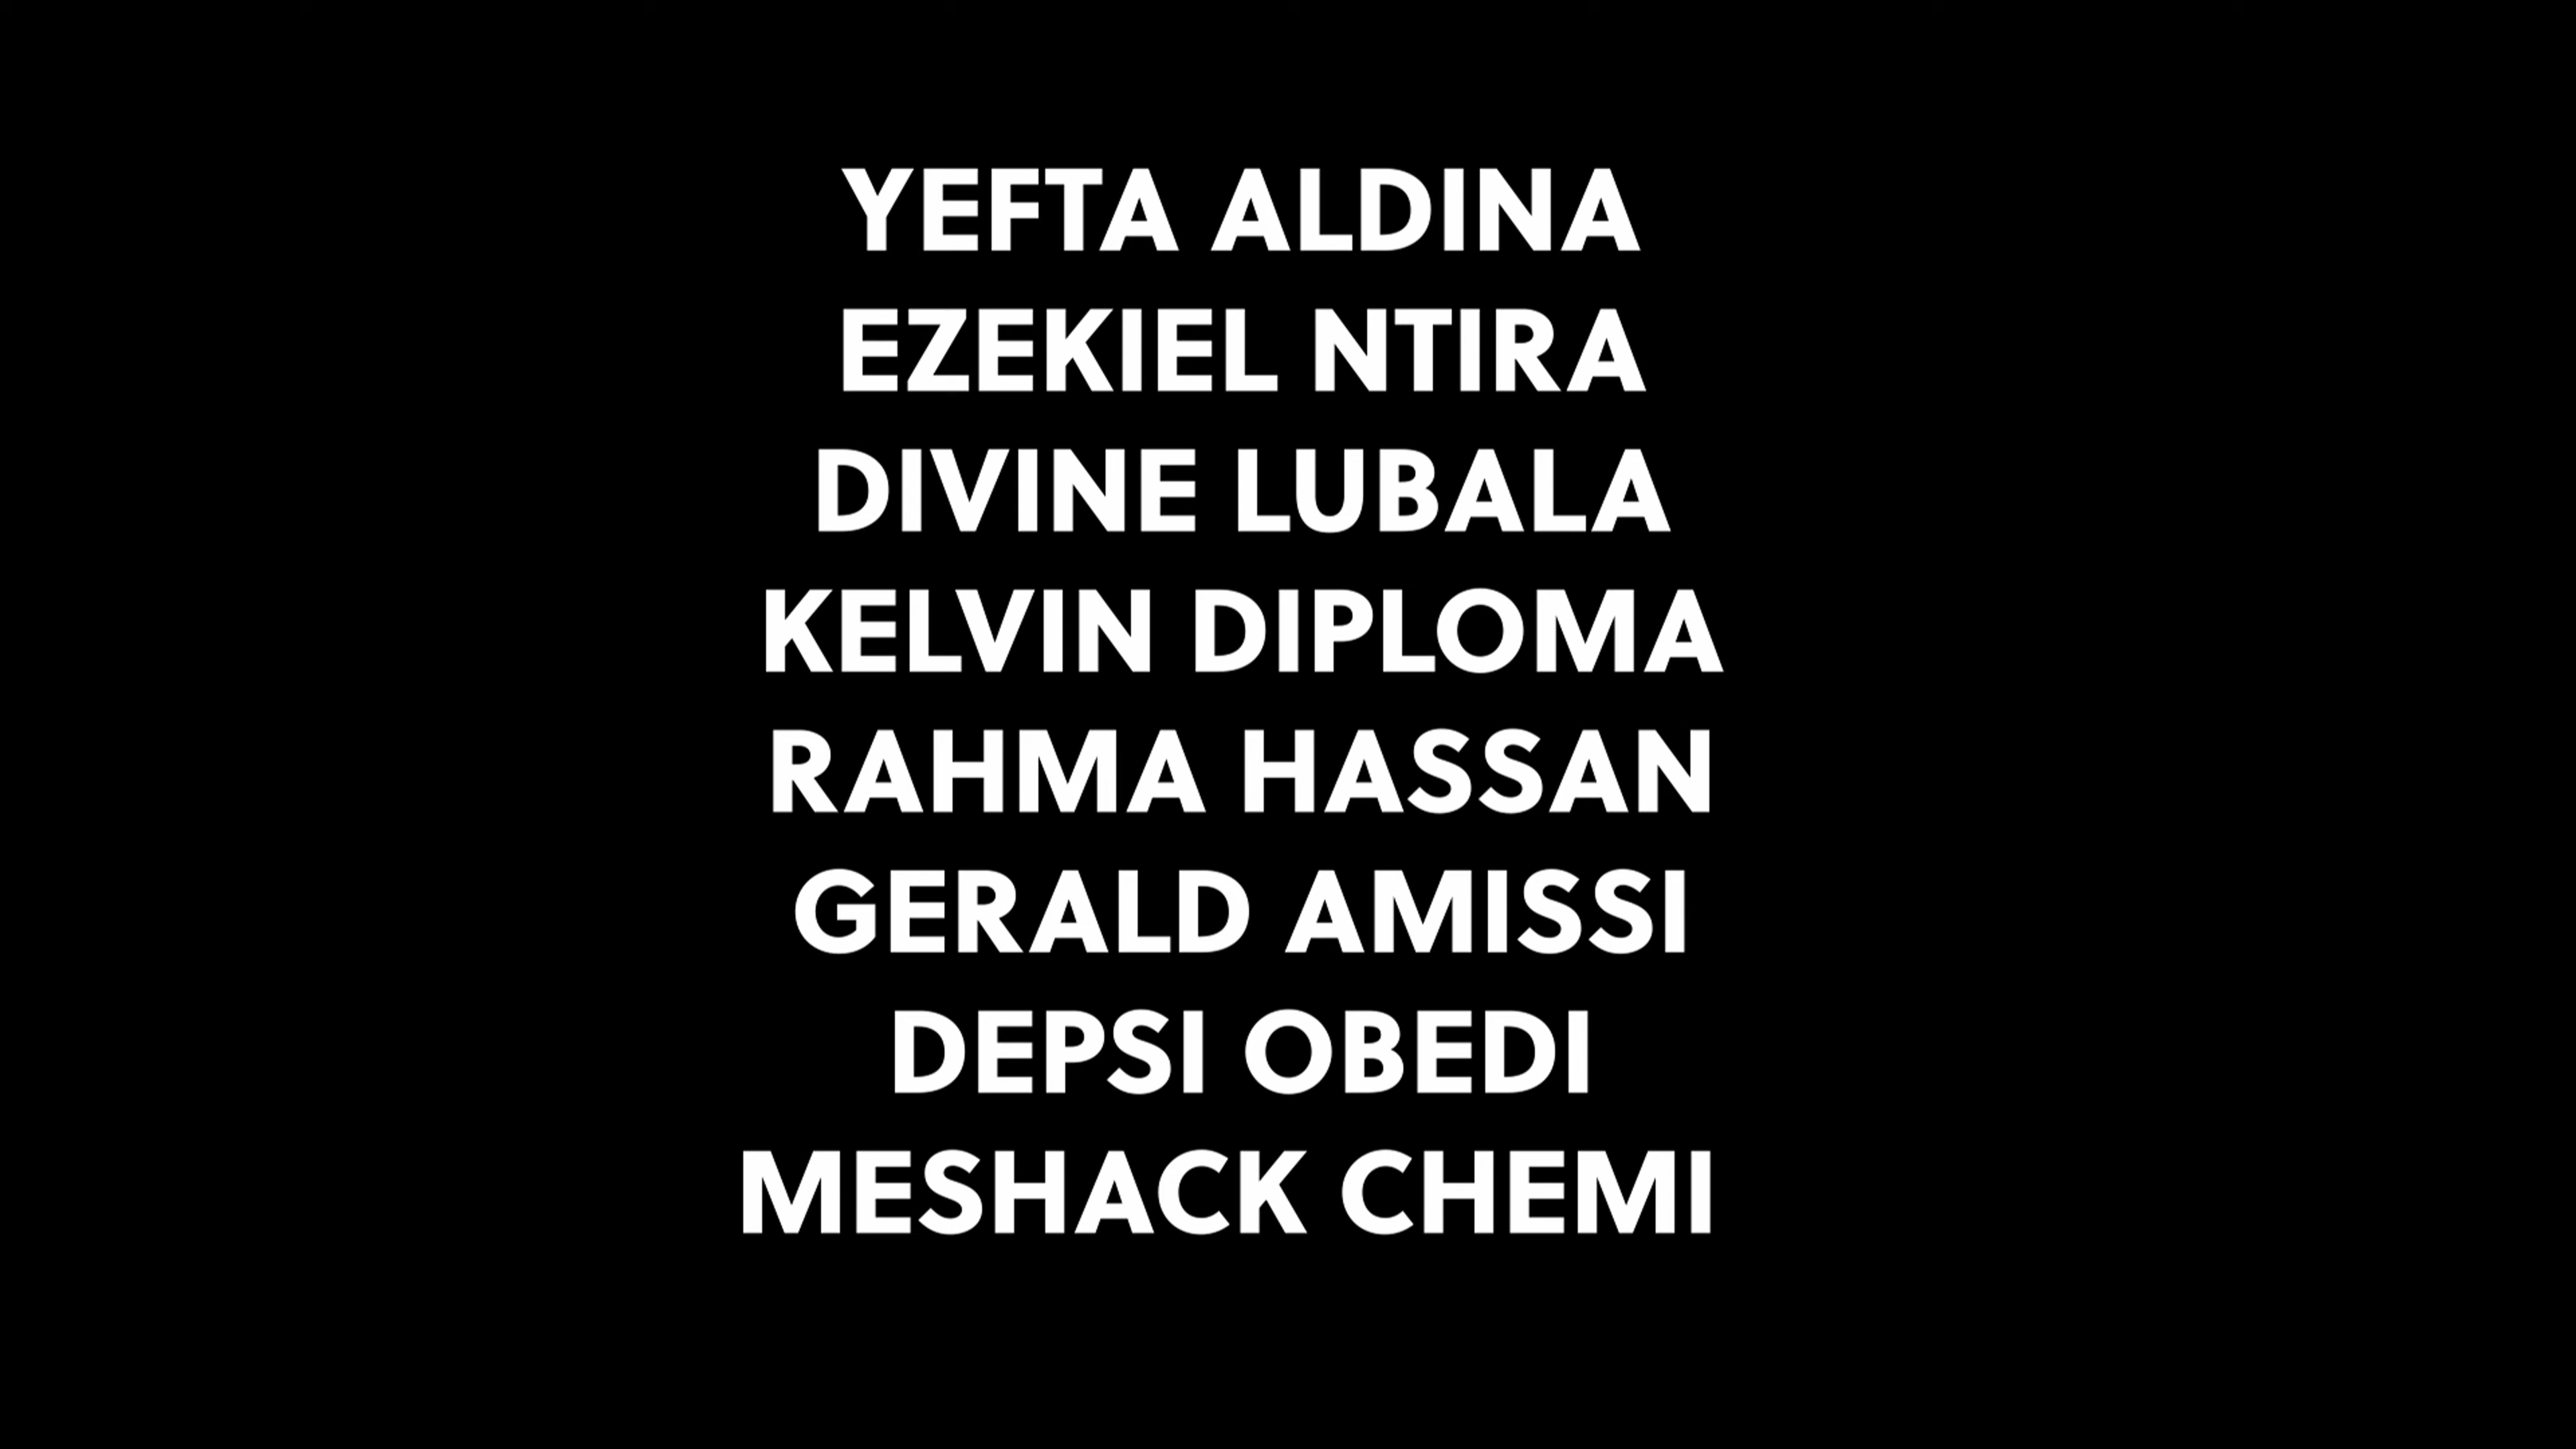 YEFTA ALDINA
EZEKIEL NTIRA
DIVINE LUBALA
KELVIN DIPLOMA
RAHMA HASSAN
GERALD AMISSI
DEPSI OBEDI
MESHACK CHEMI